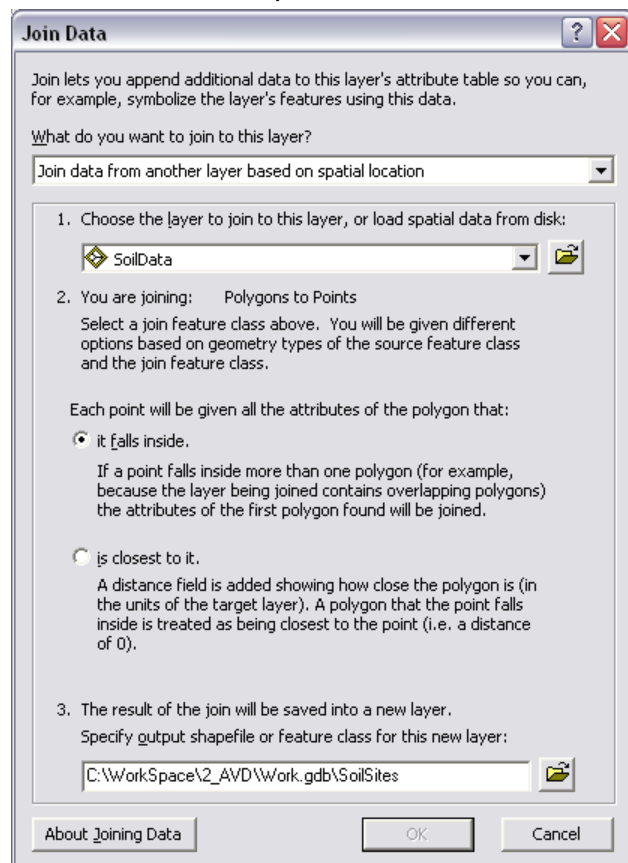 Join Data
Join lets you append additional data to this layer's attribute table so you can,
for example, symbolize the layer's features using this data.
What do you want to join to this layer?
Join data from another layer based on spatial location
1. Choose the layer to join to this layer, or load spatial data from disk:
SoilData
2. You are joining: Polygons to Points
Select a join feature class above. You will be given different
options based on geometry types of the source feature class
and the join feature class.
Each point will be given all the attributes of the polygon that:
it falls inside.
If a point falls inside more than one polygon (for example,
because the layer being joined contains overlapping polygons)
the attributes of the first polygon found will be joined.
is closest to it.
A distance field is added showing how close the polygon is (in
the units of the target layer). A polygon that the point falls
inside is treated as being closest to the point (i.e. a distance
of 0).
3. The result of the join will be saved into a new layer.
Specify output shapefile or feature class for this new layer:
C:\WorkSpace\2_AVD\Work.gdb\SoilSites
About Joining Data
OK
Cancel